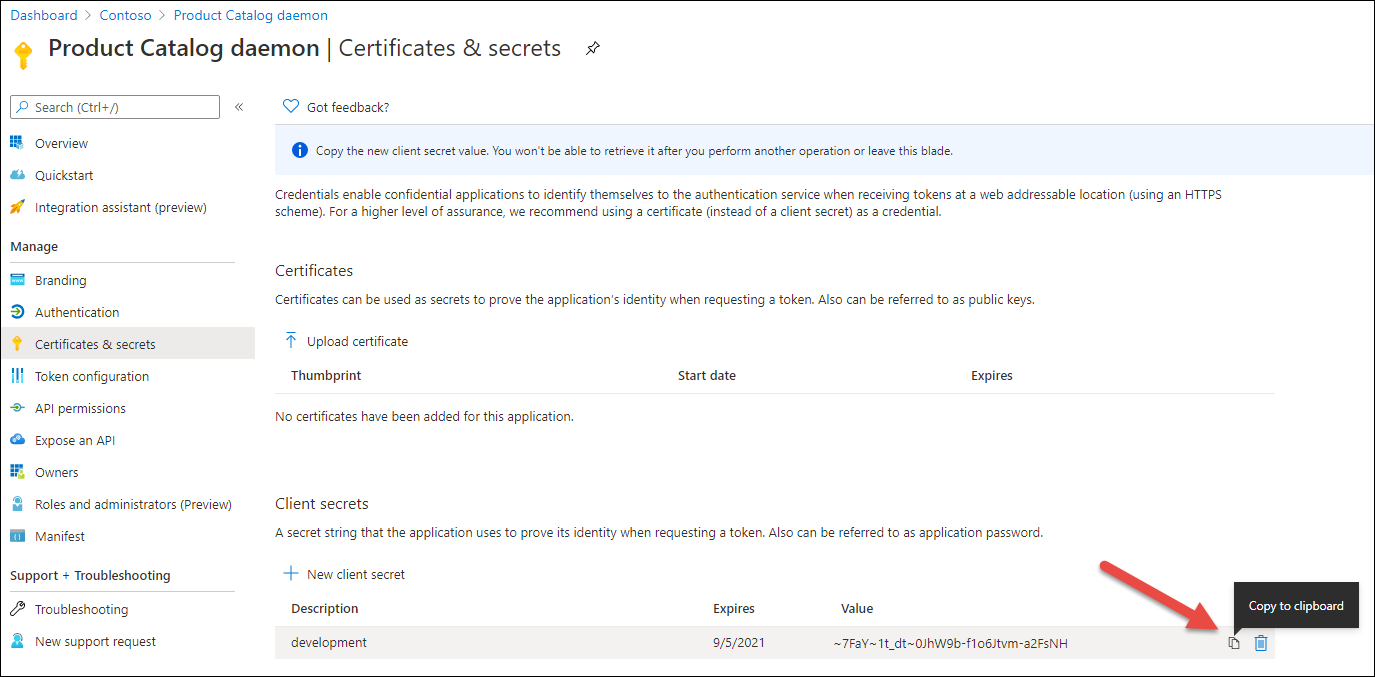 Dashboard > Contoso > Product Catalog daemon
Product Catalog daemon | Certificates & secrets
Search (Ctrl+/)
«
Overview
Quickstart
Integration assistant (preview)
Manage
Branding
Authentication
Certificates & secrets
Token configuration
API permissions
Expose an API
Owners
Roles and administrators (Preview)
Manifest
Support + Troubleshooting
Troubleshooting
New support request
Got feedback?
Copy the new client secret value. You won't be able to retrieve it after you perform another operation or leave this blade.
Credentials enable confidential applications to identify themselves to the authentication service when receiving tokens at a web addressable location (using an HTTPS
scheme). For a higher level of assurance, we recommend using a certificate (instead of a client secret) as a credential.
Certificates
Certificates can be used as secrets to prove the application's identity when requesting a token. Also can be referred to as public keys.
Upload certificate
Thumbprint Start date Expires
No certificates have been added for this application.
Client secrets
A secret string that the application uses to prove its identity when requesting a token. Also can be referred to as application password.
New client secret
Description Expires Value
Copy to clipboard
development 9/5/2021 ~7FaY~1t_dt~0JhW9b-f1o6Jtvm-a2FsNH